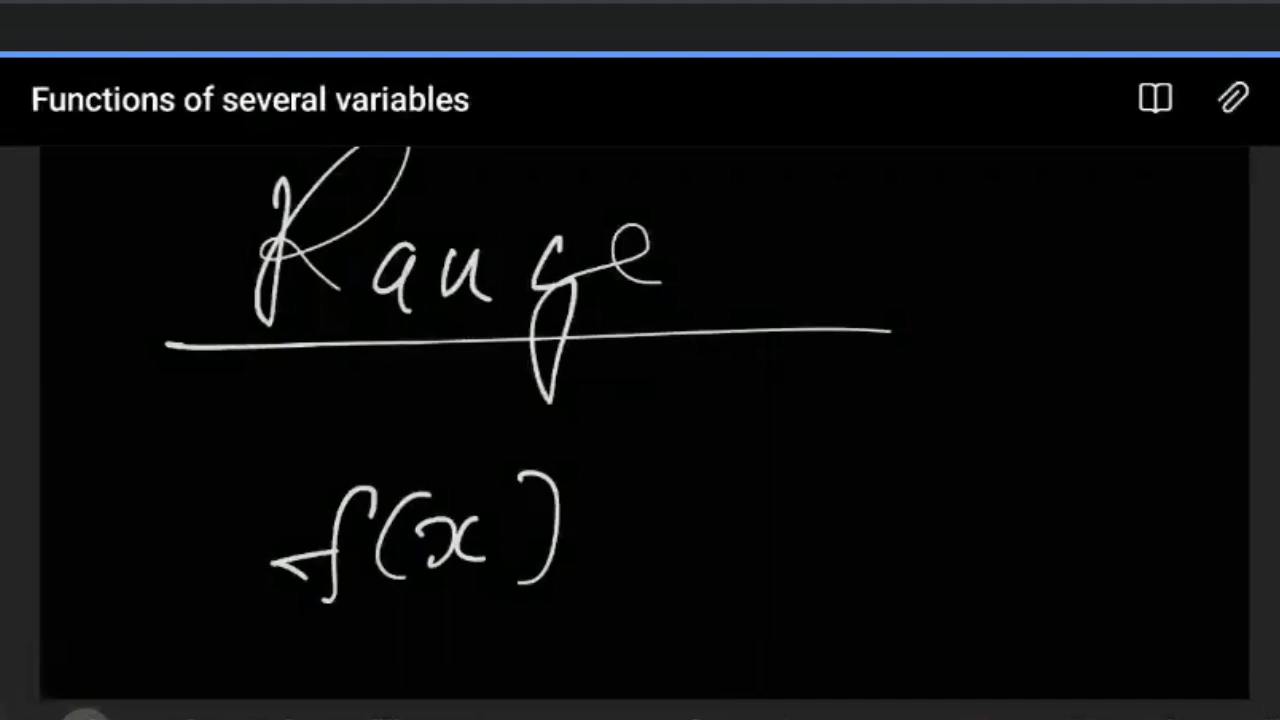 Functions of several variables
Range
f(x)